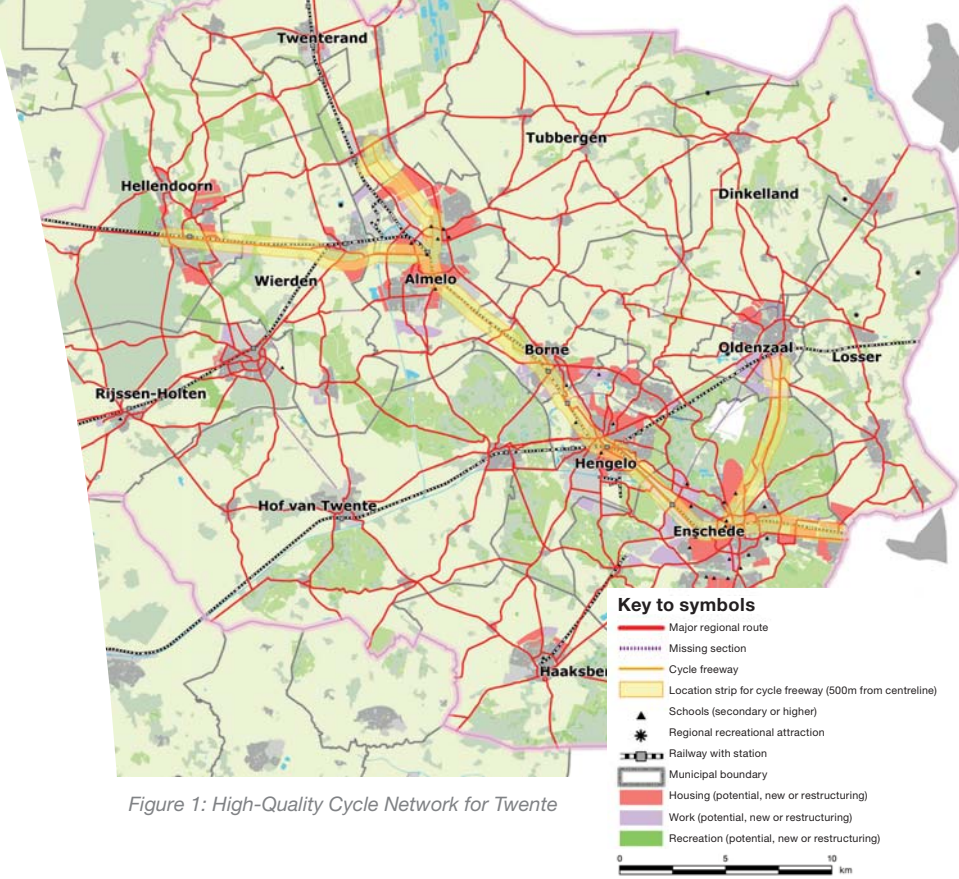 Twenterand
Tubbergen
Hellendoorn
Dinkelland
Wierden
Almelo
Borne
Oldenzaal
Losser
Rijssen-Holten
Hengelo
Hof van Twente
Enschede
Haaksber
Key to symbols
Major regional route
Missing section
Cycle freeway
Location strip for cycle freeway (500m from centreline)
Schools (secondary or higher)
Regional recreational attraction
Railway with station
Municipal boundary
Housing (potential, new or restructuring)
Work (potential, new or restructuring)
Recreation (potential, new or restructuring)
0 5 10
km
Figure 1: High-Quality Cycle Network for Twente